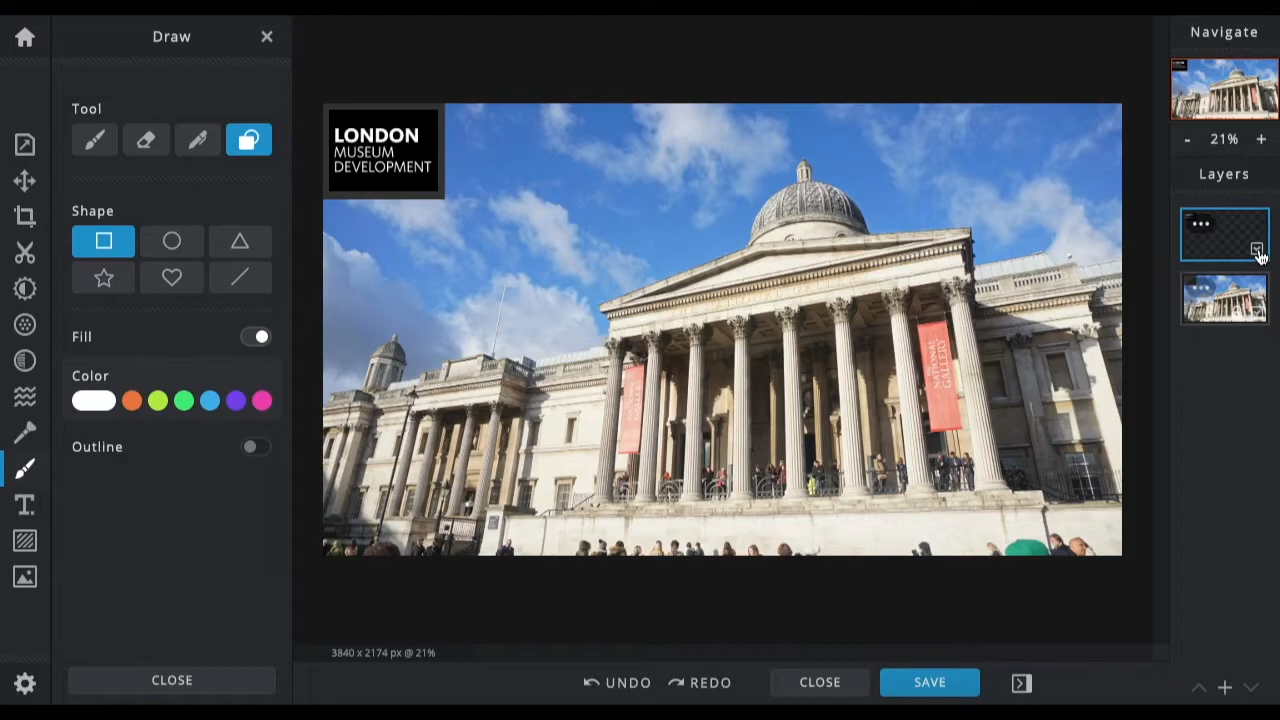 Draw
Navigate
Tool
LONDON
MUSEUM
DEVELOPMENT
- 21% +
Layers
Shape
Fill
Color
Outline
THE
NATIONAL
GALLERY
3840 x 2174 px @ 21%
CLOSE
UNDO
REDO
CLOSE
SAVE